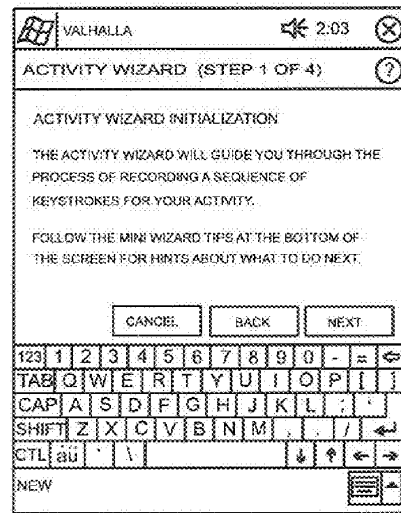 VALHALLA 2:03
ACTIVITY WIZARD (STEP 1 OF 4) ?
ACTIVITY WIZARD INITIALIZATION
THE ACTIVITY WIZARD WILL GUIDE YOU THROUGH THE
PROCESS OF RECORDING A SEQUENCE OF
KEYSTROKES FOR YOUR ACTIVITY.
FOLLOW THE MINI WIZARD TIPS AT THE BOTTOM OF
THE SCREEN FOR HINTS ABOUT WHAT TO DO NEXT.
CANCEL BACK NEXT
123 1 2 3 4 5 6 7 8 9 0 - =
TAB Q W E R T Y U I O P [ ]
CAP A S D F G H J K L ; '
SHIFT Z X C V B N M , . /
CTL áü ` \
NEW